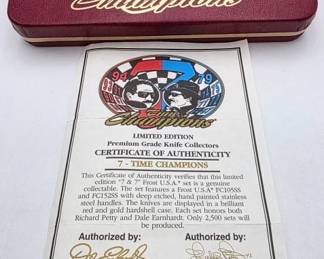 Champions
94
79
Champions
LIMITED EDITION
Premium Grade Knife Collectors
CERTIFICATE OF AUTHENTICITY
7 - TIME CHAMPIONS
This Certificate of Authenticity verifies that this limited
edition "7 & 7" Frost U.S.A.* set is a genuine
collectable. The set features a Frost U.S.A.* FC105SS
and FC152SS with deep etched, hand painted stainless
steel handles. The knives are displayed in a brilliant
red and gold hardshell case. Each set honors both
Richard Petty and Dale Earnhardt. Only 2,500 sets will
be produced.
Authorized by: Authorized by: